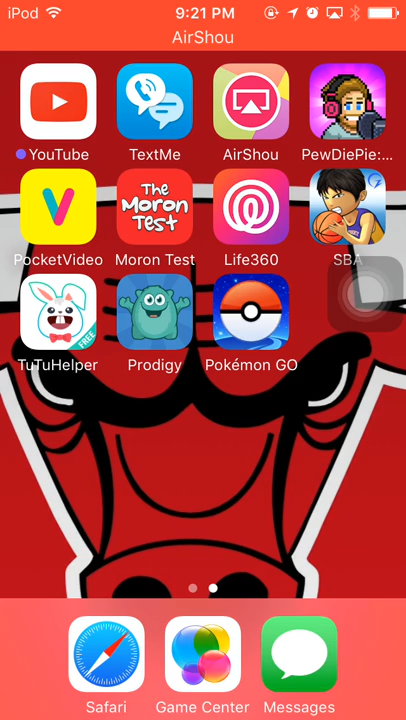 iPod 9:21 PM
AirShou
YouTube TextMe AirShou PewDiePie:...
The
Moron
Test
PocketVideo Moron Test Life360 SBA
FREE
TuTuHelper Prodigy Pokémon GO
Safari Game Center Messages